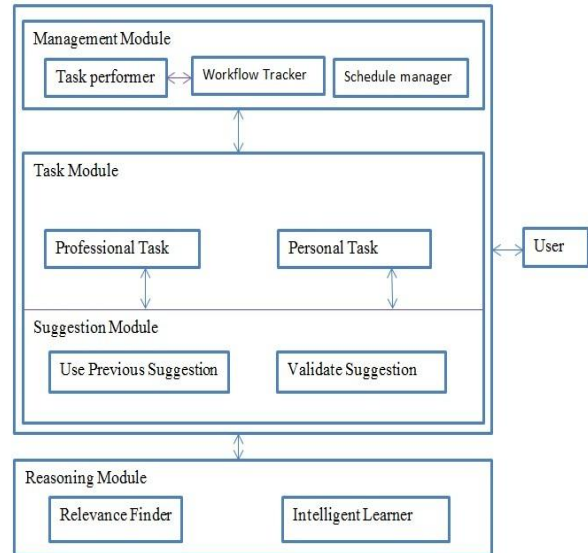 Management Module
Task performer
Workflow Tracker
Schedule manager
Task Module
Professional Task
Personal Task
User
Suggestion Module
Use Previous Suggestion
Validate Suggestion
Reasoning Module
Relevance Finder
Intelligent Learner